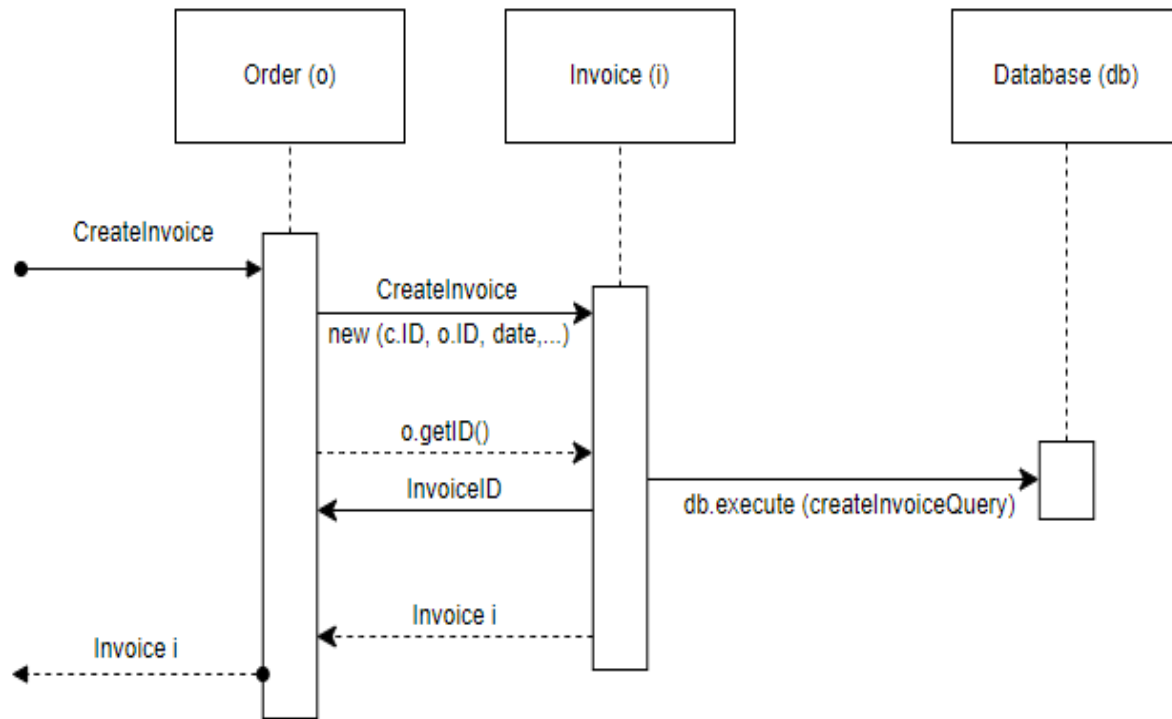 Order (o)
Invoice (i)
Database (db)
CreateInvoice
CreateInvoice
new (c.ID, o.ID, date,...)
o.getID()
InvoiceID
db.execute (createInvoiceQuery)
Invoice i
Invoice i